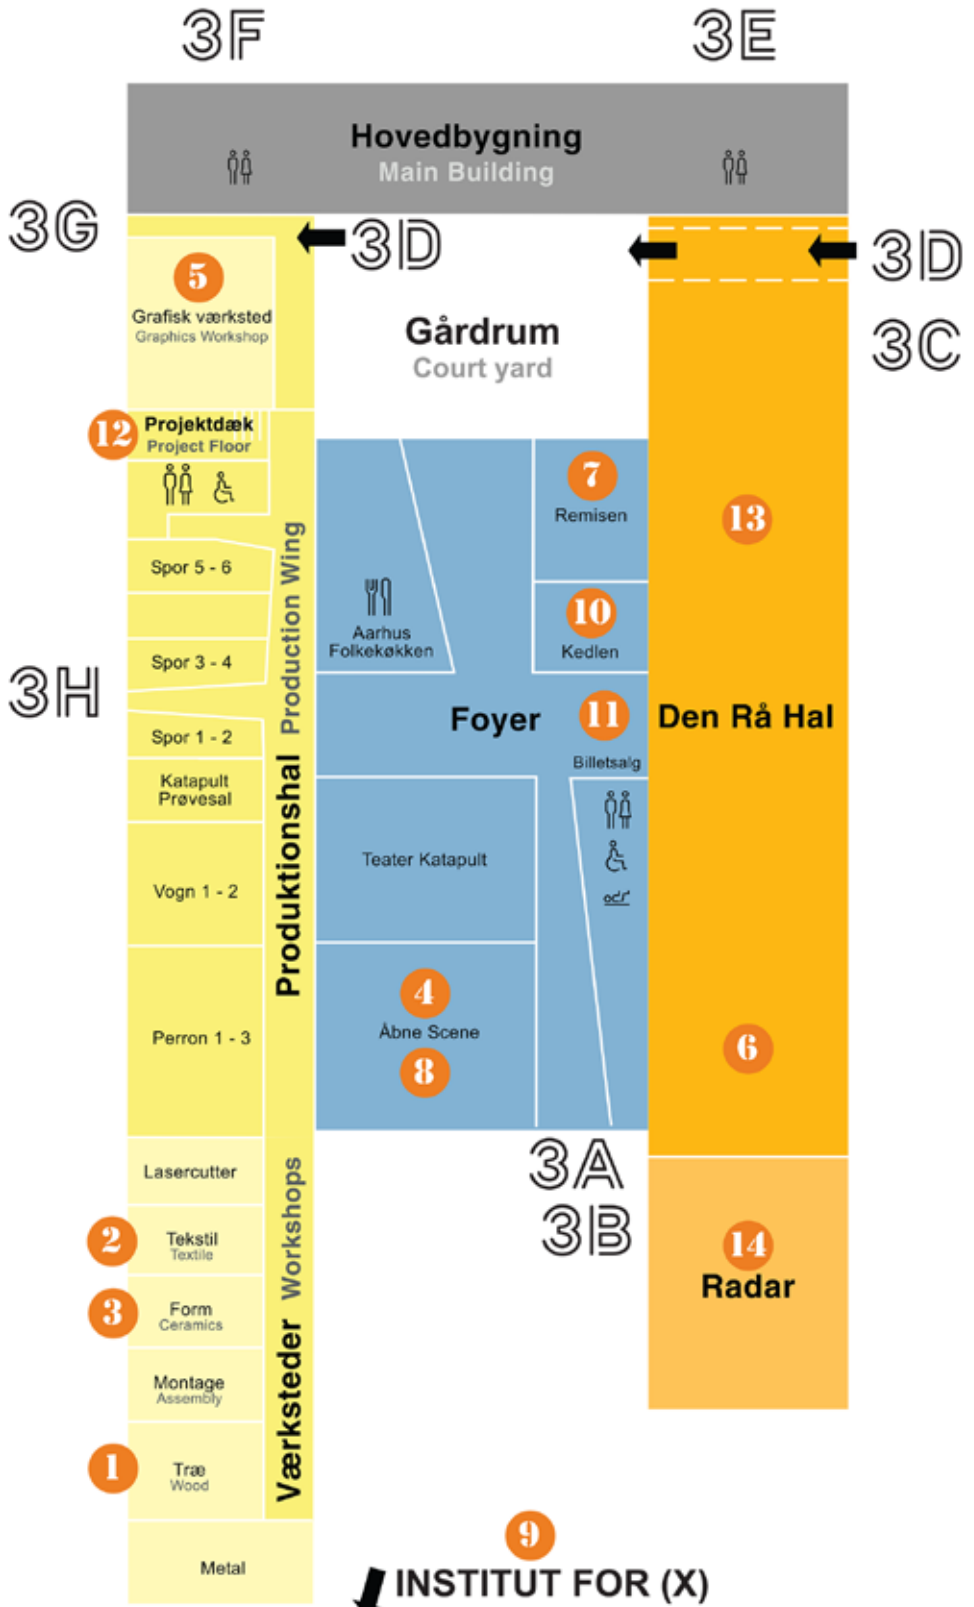 3F
3E
Hovedbygning
Main Building
3G
3D
3D
3C
5
Grafisk værksted
Graphics Workshop
Gårdrum
Court yard
12
Projektdæk
Project Floor
Spor 5 - 6
Spor 3 - 4
3H
Spor 1 - 2
Katapult
Prøvesal
Vogn 1 - 2
Perron 1 - 3
Produktionshal Production Wing
Aarhus
Folkekøkken
7
Remisen
10
Kedlen
Foyer
11
Billetsalg
Teater Katapult
4
Åbne Scene
8
13
Den Rå Hal
6
3A
3B
14
Radar
Lasercutter
2
Tekstil
Textile
3
Form
Ceramics
Montage
Assembly
1
Træ
Wood
Værksteder Workshops
Metal
9
INSTITUT FOR (X)